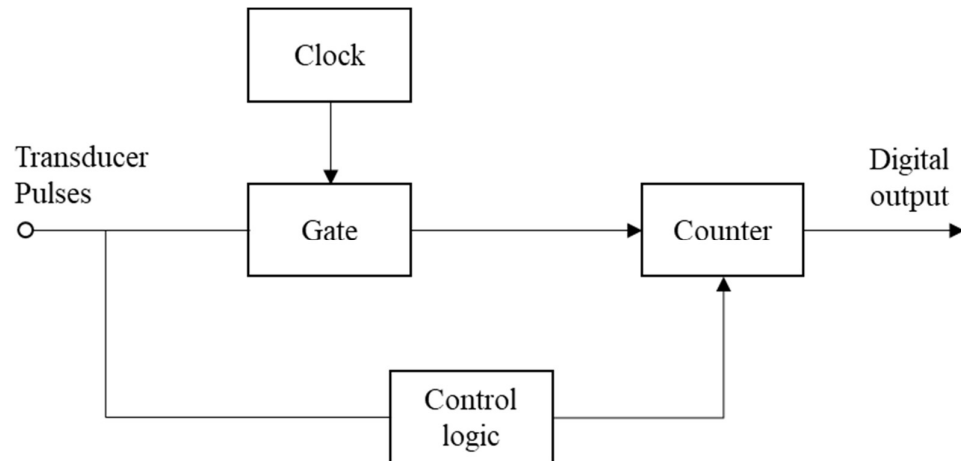 Clock
Transducer
Pulses
Gate
Counter
Digital
output
Control
logic